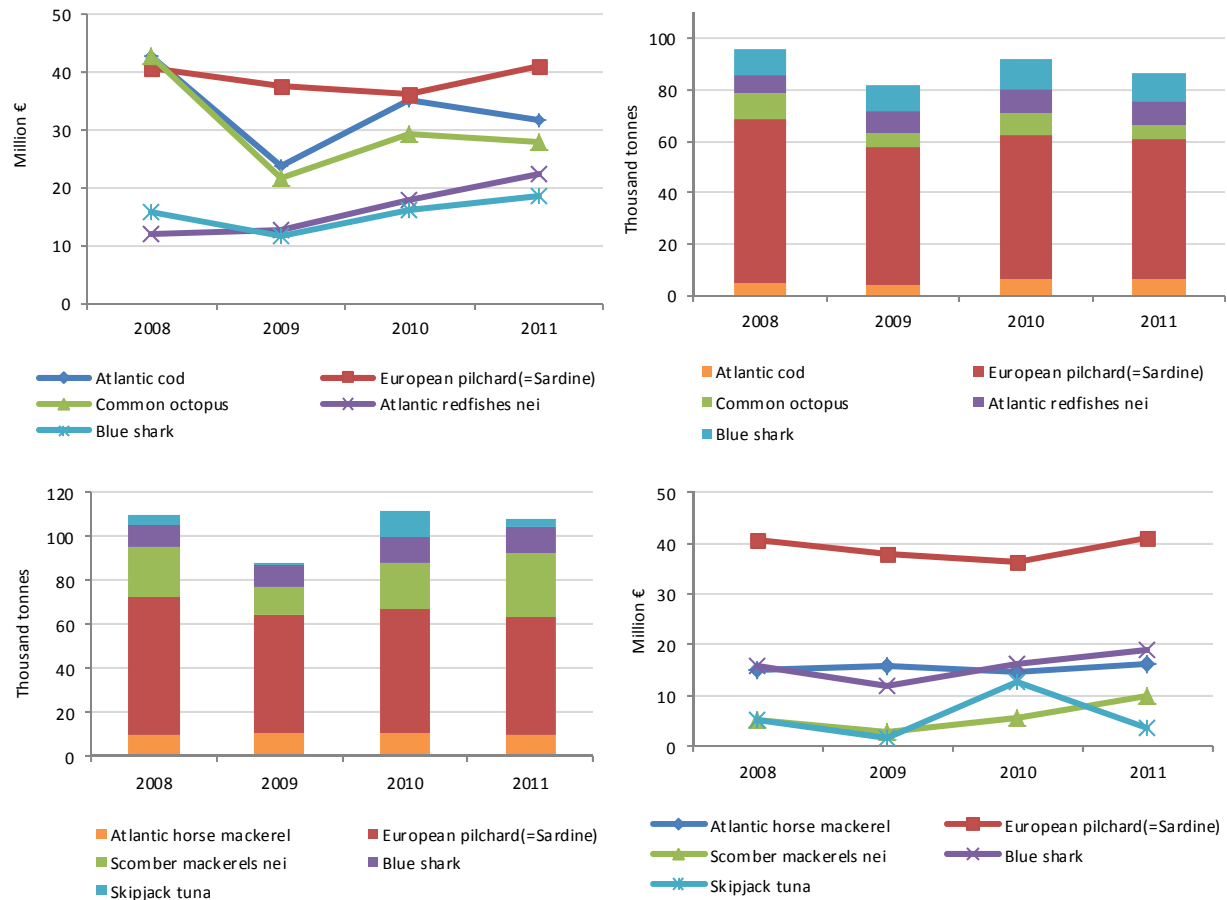 50
40
30
20
10
0
Million €
2008 2009 2010 2011
Atlantic cod European pilchard(=Sardine)
Common octopus Atlantic redfishes nei
Blue shark
100
80
60
40
20
0
Thousand tonnes
2008 2009 2010 2011
Atlantic cod European pilchard(=Sardine)
Common octopus Atlantic redfishes nei
Blue shark
120
100
80
60
40
20
0
Thousand tonnes
2008 2009 2010 2011
Atlantic horse mackerel European pilchard(=Sardine)
Scomber mackerels nei Blue shark
Skipjack tuna
50
40
30
20
10
0
Million €
2008 2009 2010 2011
Atlantic horse mackerel European pilchard(=Sardine)
Scomber mackerels nei Blue shark
Skipjack tuna